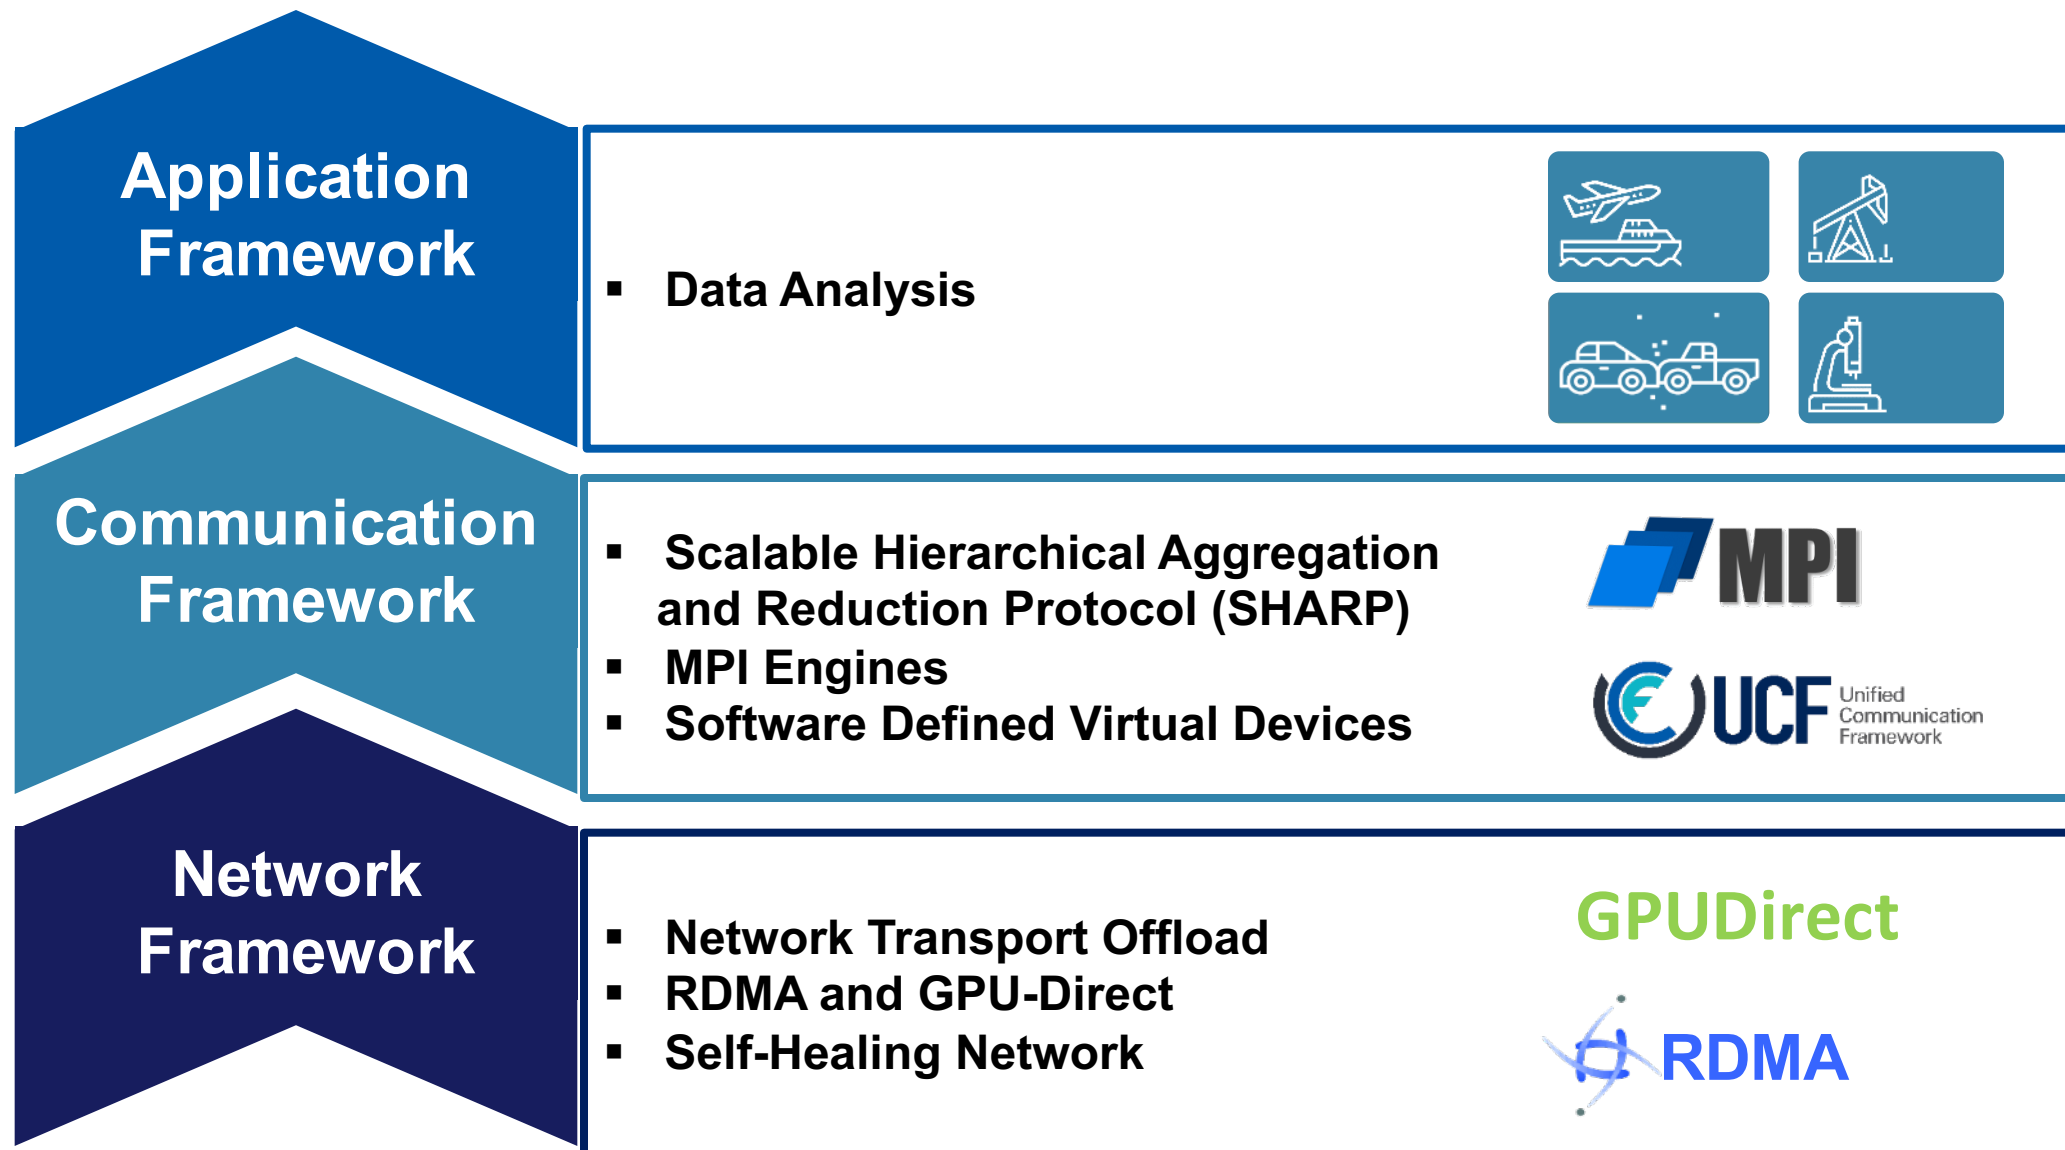 Application
Framework
▪ Data Analysis
Communication
Framework
▪ Scalable Hierarchical Aggregation
and Reduction Protocol (SHARP)
▪ MPI Engines
▪ Software Defined Virtual Devices
MPI
UCF
Unified
Communication
Framework
Network
Framework
▪ Network Transport Offload
▪ RDMA and GPU-Direct
▪ Self-Healing Network
GPUDirect
RDMA